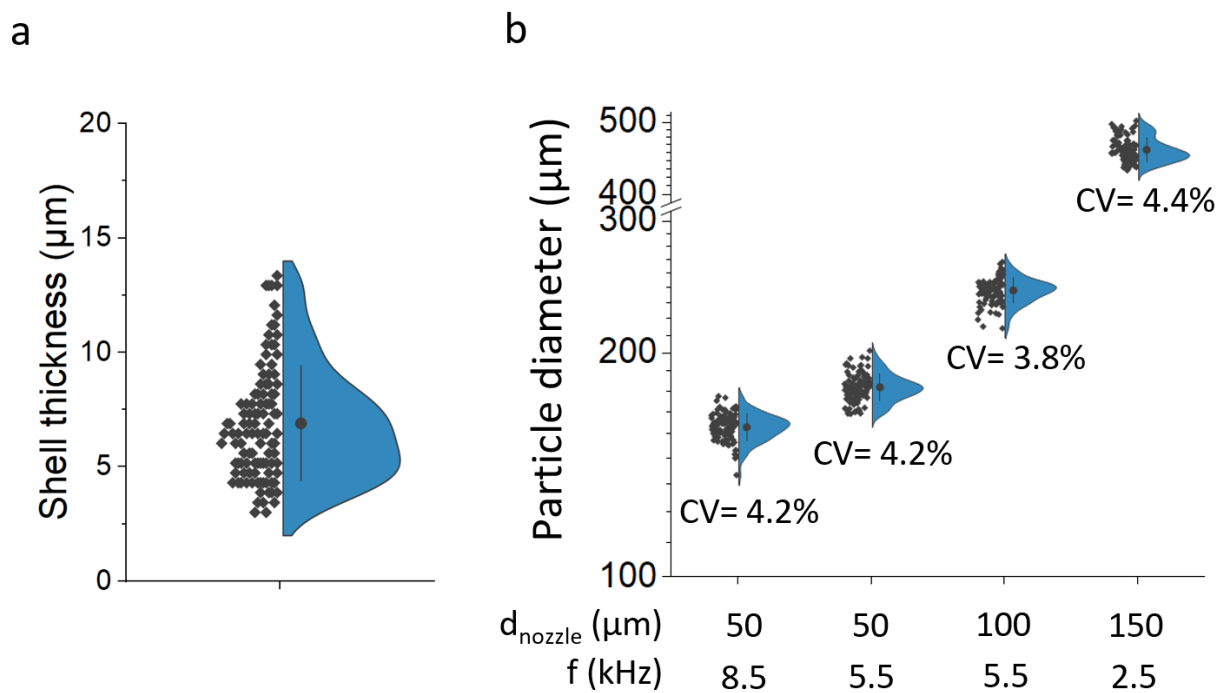 a
b
20
15
10
5
0
Shell thickness (µm)
500
400
300
200
100
Particle diameter (µm)
CV= 4.4%
CV= 3.8%
CV= 4.2%
CV= 4.2%
dnozzle (µm) 50 50 100 150
f (kHz) 8.5 5.5 5.5 2.5